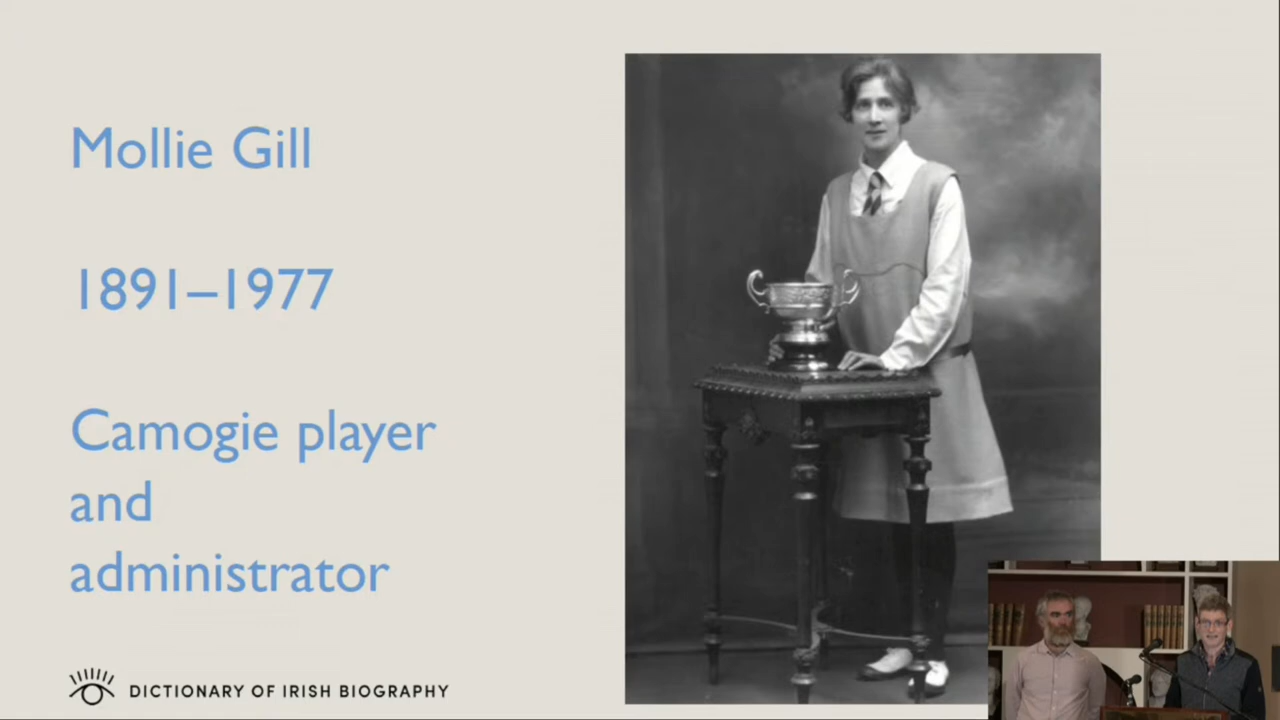 Mollie Gill
1891–1977
Camogie player
and
administrator
DICTIONARY OF IRISH BIOGRAPHY